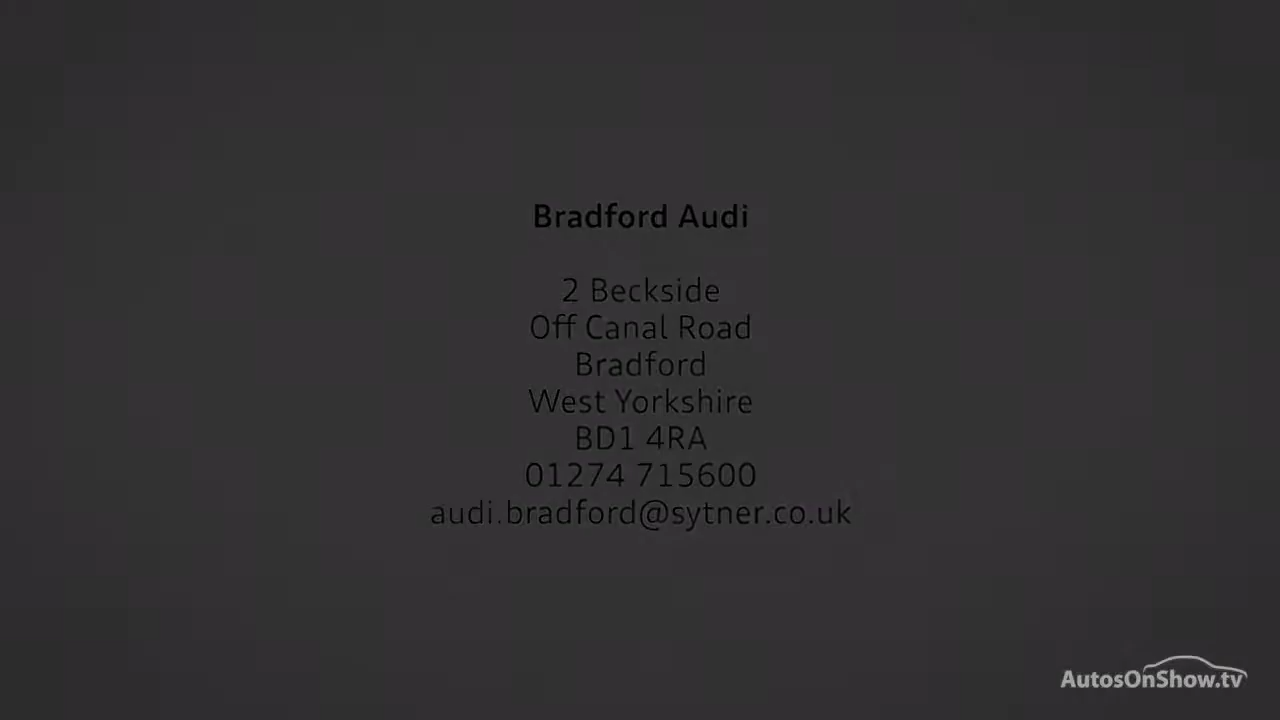 Bradford Audi
2 Beckside
Off Canal Road
Bradford
West Yorkshire
BD1 4RA
01274 715600
audi.bradford@sytner.co.uk
AutosOnShow.tv